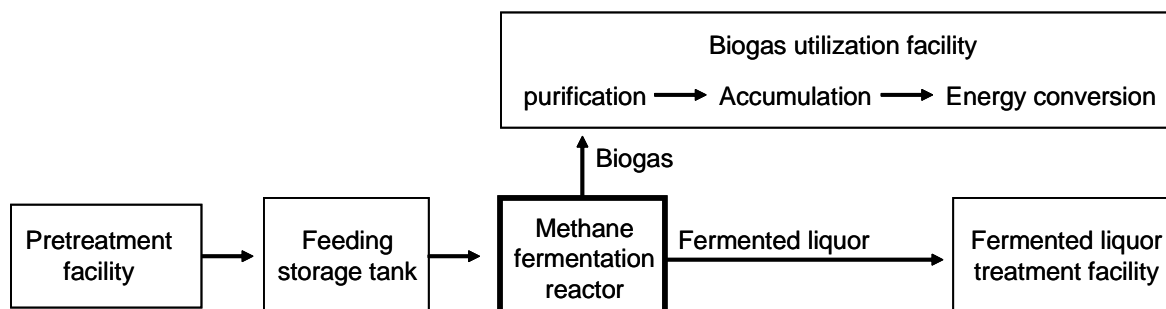 Biogas utilization facility
purification Accumulation Energy conversion
Biogas
Pretreatment
facility
Feeding
storage tank
Methane
fermentation
reactor
Fermented liquor
Fermented liquor
treatment facility